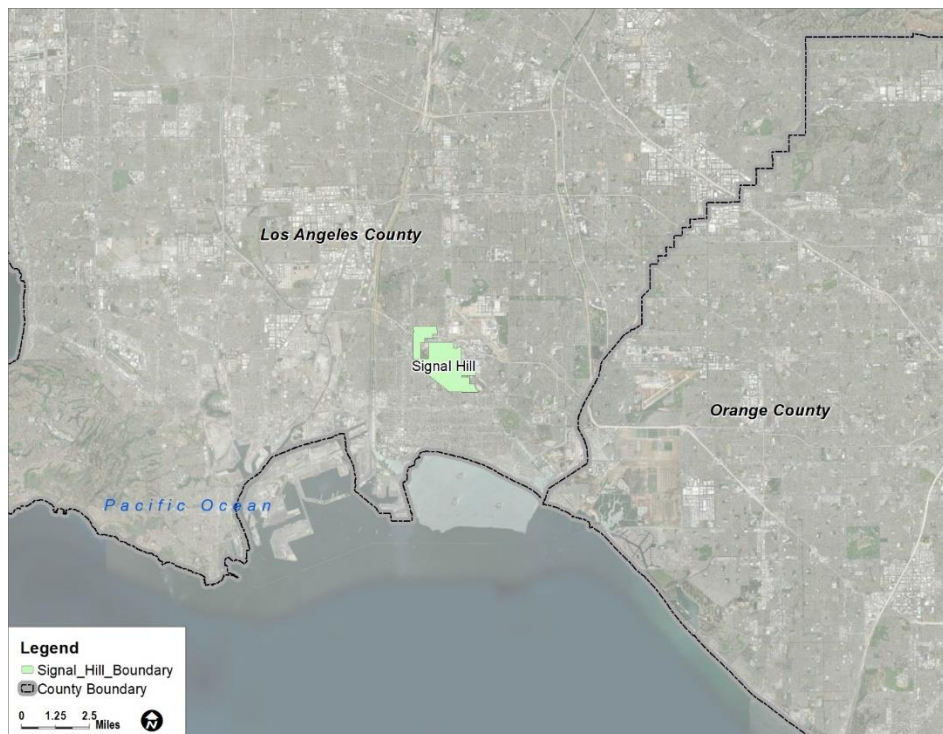 Los Angeles County
Signal Hill
Orange County
Pacific Ocean
Legend
Signal_Hill_Boundary
County Boundary
0 1.25 2.5 Miles
N